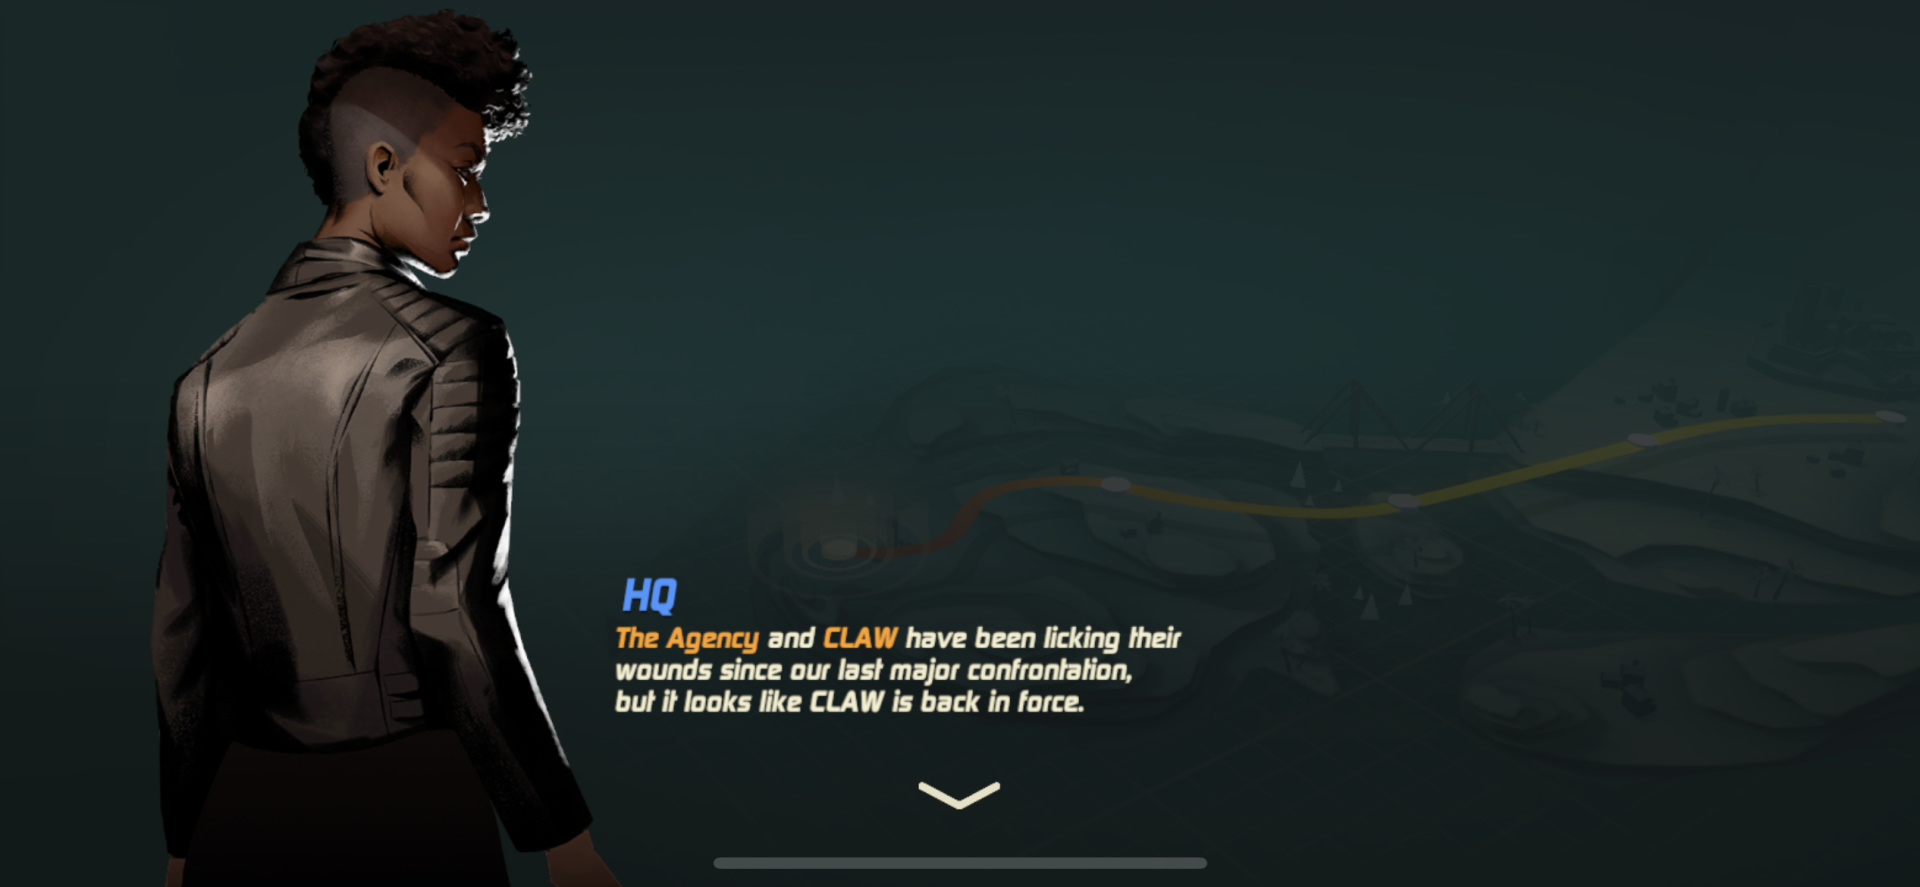 HQ
The Agency and CLAW have been licking their
wounds since our last major confrontation,
but it looks like CLAW is back in force.